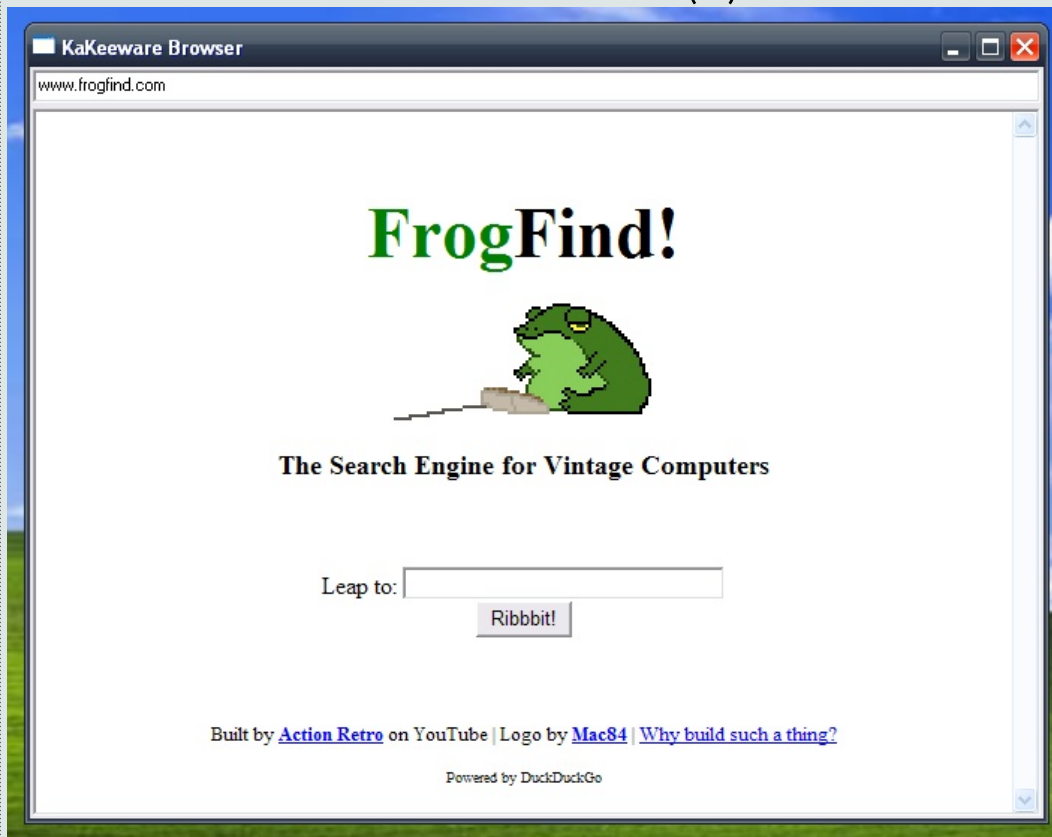 KaKeeware Browser
www.frogfind.com
FrogFind!
The Search Engine for Vintage Computers
Leap to:
Ribbbit!
Built by Action Retro on YouTube | Logo by Mac84 | Why build such a thing?
Powered by DuckDuckGo